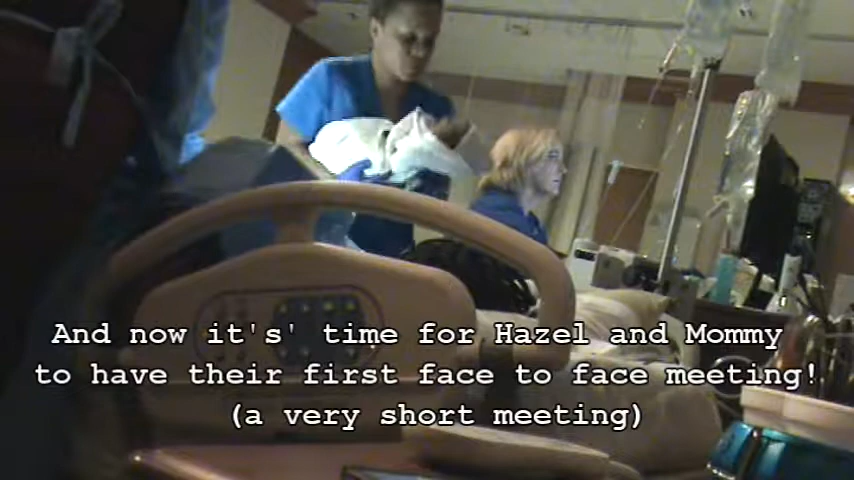 And now it's' time for Hazel and Mommy
to have their first face to face meeting!
(a very short meeting)